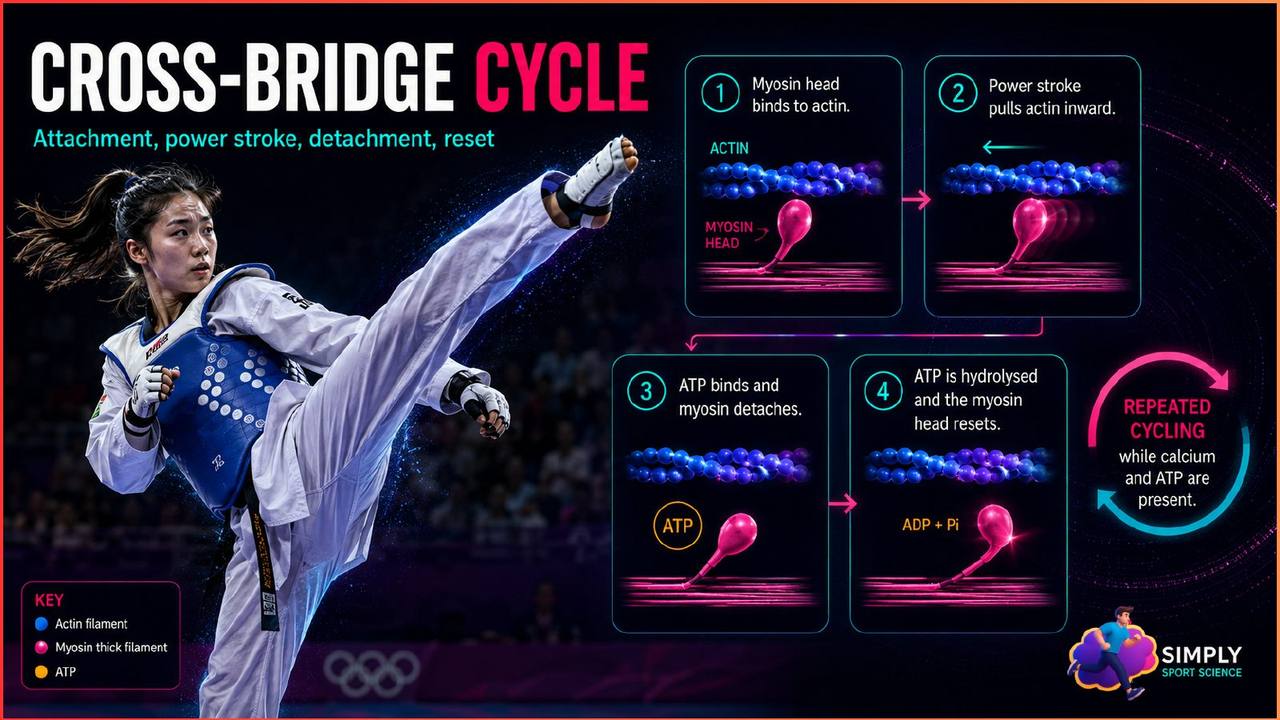 CROSS-BRIDGE CYCLE
Attachment, power stroke, detachment, reset
1
Myosin head
binds to actin.
ACTIN
MYOSIN
HEAD
2
Power stroke
pulls actin inward.
3
ATP binds and
myosin detaches.
ATP
4
ATP is hydrolysed
and the myosin
head resets.
ADP + Pi
REPEATED
CYCLING
while calcium
and ATP are
present.
KEY
Actin filament
Myosin thick filament
ATP
SIMPLY
SPORT SCIENCE